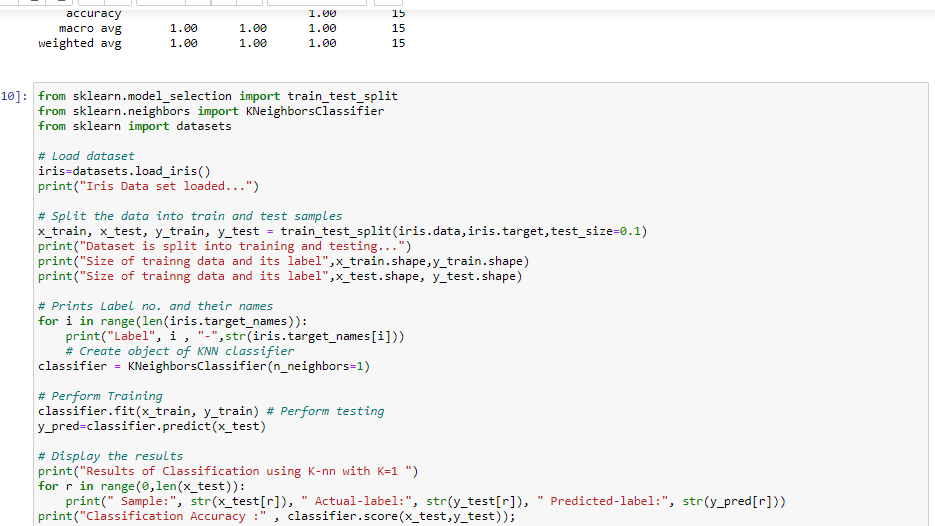 accuracy 1.00 15
macro avg 1.00 1.00 1.00 15
weighted avg 1.00 1.00 1.00 15
10]: from sklearn.model_selection import train_test_split
from sklearn.neighbors import KNeighborsClassifier
from sklearn import datasets
# Load dataset
iris=datasets.load_iris()
print("Iris Data set loaded...")
# Split the data into train and test samples
x_train, x_test, y_train, y_test = train_test_split(iris.data,iris.target,test_size=0.1)
print("Dataset is split into training and testing...")
print("Size of trainng data and its label",x_train.shape,y_train.shape)
print("Size of trainng data and its label",x_test.shape, y_test.shape)
# Prints Label no. and their names
for i in range(len(iris.target_names)):
    print("Label", i , "-",str(iris.target_names[i]))
    # Create object of KNN classifier
classifier = KNeighborsClassifier(n_neighbors=1)
# Perform Training
classifier.fit(x_train, y_train) # Perform testing
y_pred=classifier.predict(x_test)
# Display the results
print("Results of Classification using K-nn with K=1 ")
for r in range(0,len(x_test)):
    print(" Sample:", str(x_test[r]), " Actual-label:", str(y_test[r]), " Predicted-label:", str(y_pred[r]))
print("Classification Accuracy :" , classifier.score(x_test,y_test));